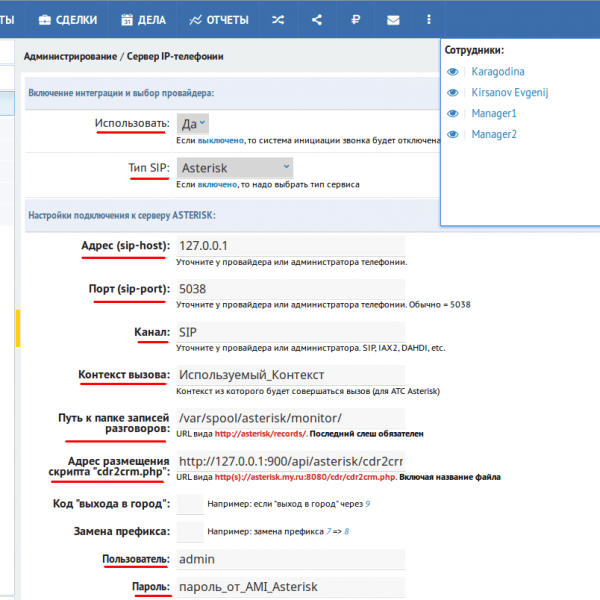 ТЫ СДЕЛКИ ДЕЛА ОТЧЕТЫ
Администрирование / Сервер IP-телефонии
Сотрудники:
Karagodina
Kirsanov Evgenij
Manager1
Manager2
Включение интеграции и выбор провайдера:
Использовать: Да
Если выключено, то система инициации звонка будет отключена
Тип SIP: Asterisk
Если включено, то надо выбрать тип сервиса
Настройки подключения к серверу ASTERISK:
Адрес (sip-host): 127.0.0.1
Уточните у провайдера или администратора телефонии.
Порт (sip-port): 5038
Уточните у провайдера или администратора телефонии. Обычно = 5038
Канал: SIP
Уточните у провайдера или администратора. SIP, IAX2, DAHDI, etc.
Контекст вызова: Используемый_Контекст
Контекст из которого будет совершаться вызов (для АТС Asterisk)
Путь к папке записей разговоров: /var/spool/asterisk/monitor/
URL вида http://asterisk/records/. Последний слеш обязателен
Адрес размещения скрипта "cdr2crm.php": http://127.0.0.1:900/api/asterisk/cdr2crr
URL вида http(s)://asterisk.my.ru:8080/cdr/cdr2crm.php. Включая название файла
Код "выхода в город": Например: если "выход в город" через 9
Замена префикса: Например: замена префикса 7 => 8
Пользователь: admin
Пароль: пароль_от_AMI_Asterisk